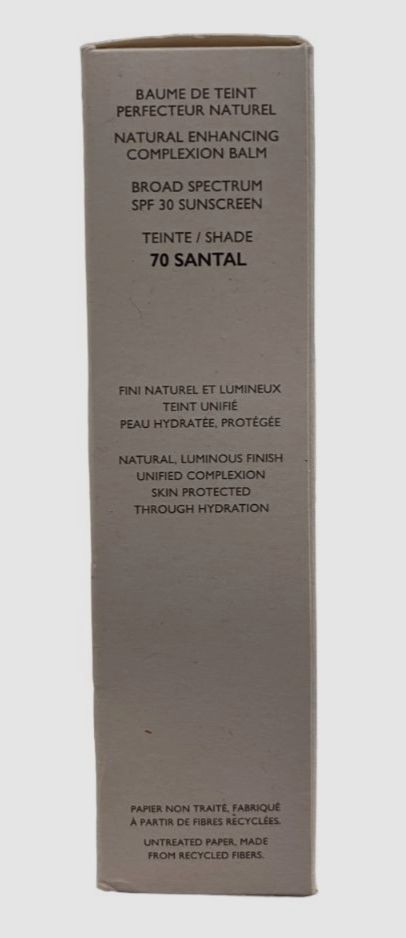 BAUME DE TEINT
PERFECTEUR NATUREL
NATURAL ENHANCING
COMPLEXION BALM
BROAD SPECTRUM
SPF 30 SUNSCREEN
TEINTE / SHADE
70 SANTAL
FINI NATUREL ET LUMINEUX
TEINT UNIFIÉ
PEAU HYDRATÉE, PROTÉGÉE
NATURAL, LUMINOUS FINISH
UNIFIED COMPLEXION
SKIN PROTECTED
THROUGH HYDRATION
PAPIER NON TRAITÉ, FABRIQUÉ
À PARTIR DE FIBRES RECYCLÉES.
UNTREATED PAPER, MADE
FROM RECYCLED FIBERS.